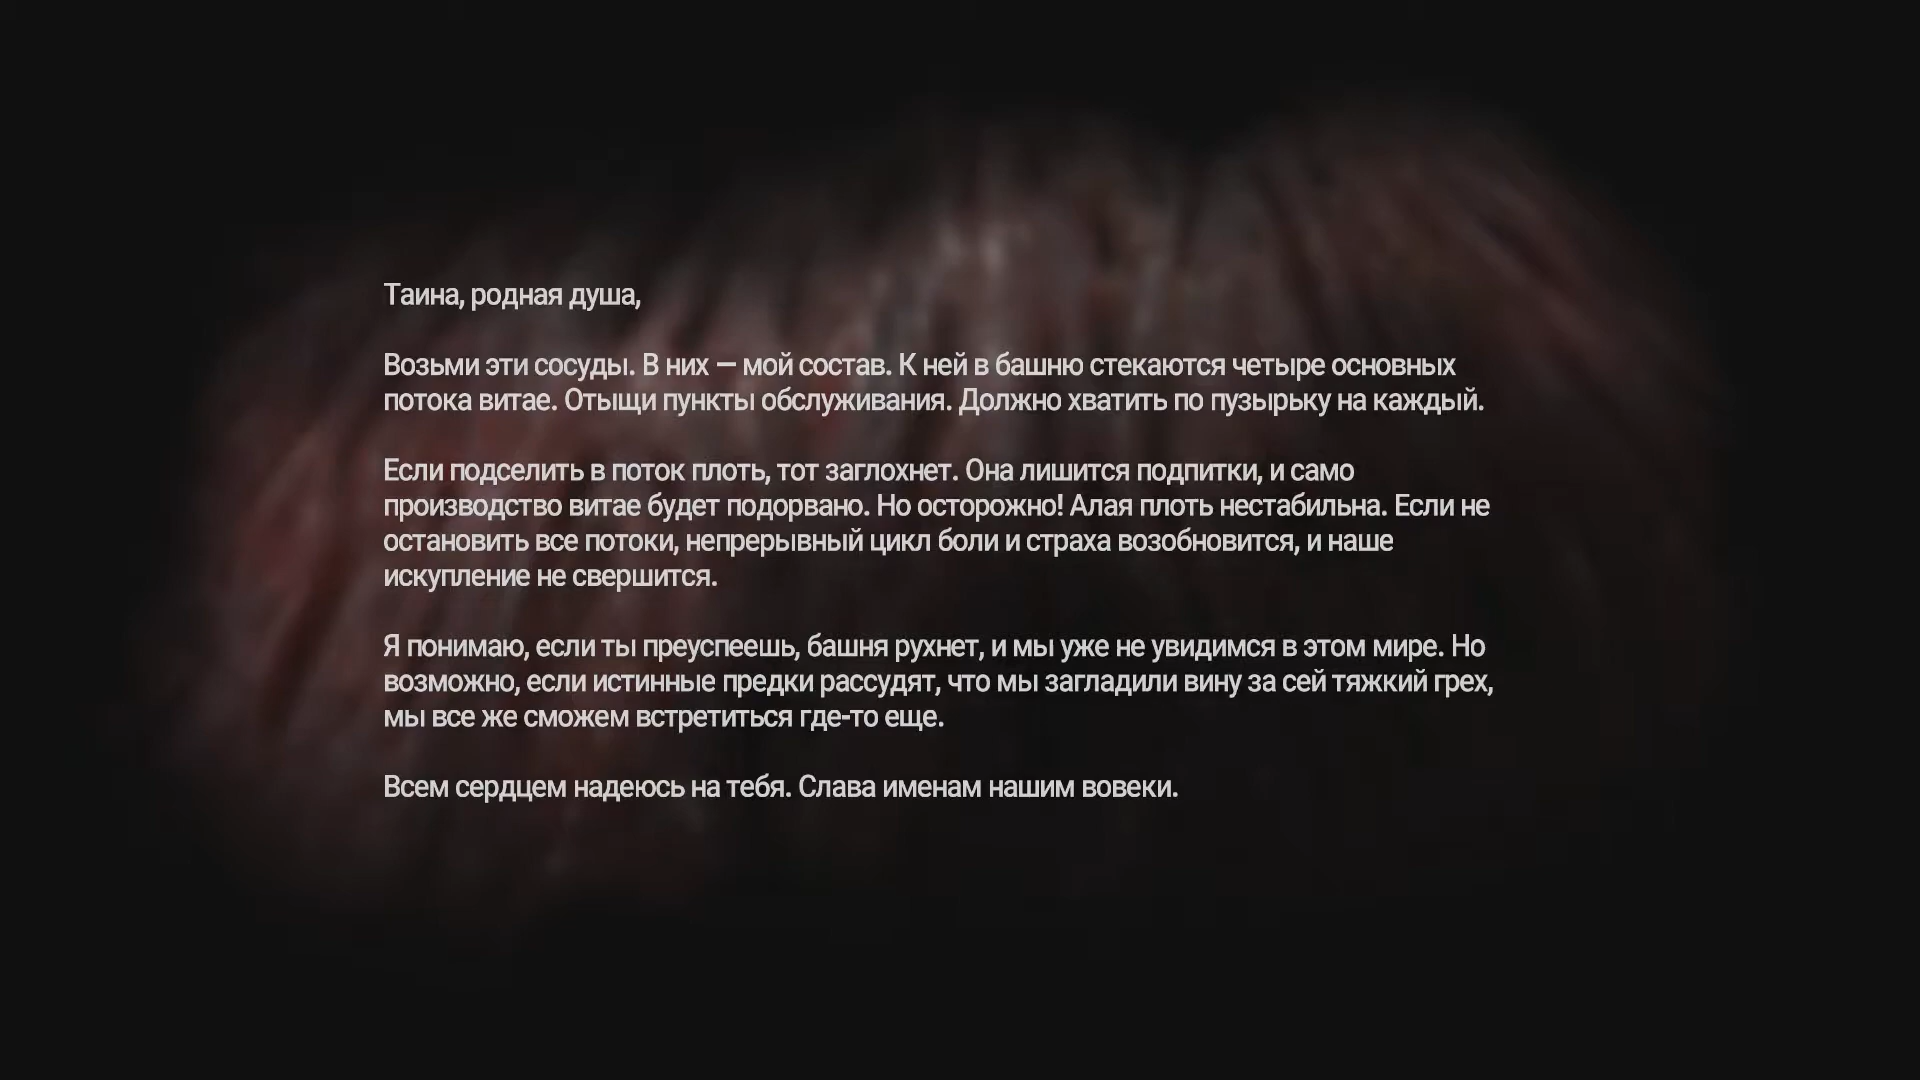 Таина, родная душа,
Возьми эти сосуды. В них — мой состав. К ней в башню стекаются четыре основных
потока витае. Отыщи пункты обслуживания. Должно хватить по пузырьку на каждый.
Если подселить в поток плоть, тот заглохнет. Она лишится подпитки, и само
производство витае будет подорвано. Но осторожно! Алая плоть нестабильна. Если не
остановить все потоки, непрерывный цикл боли и страха возобновится, и наше
искупление не свершится.
Я понимаю, если ты преуспеешь, башня рухнет, и мы уже не увидимся в этом мире. Но
возможно, если истинные предки рассудят, что мы загладили вину за сей тяжкий грех,
мы все же сможем встретиться где-то еще.
Всем сердцем надеюсь на тебя. Слава именам нашим вовеки.